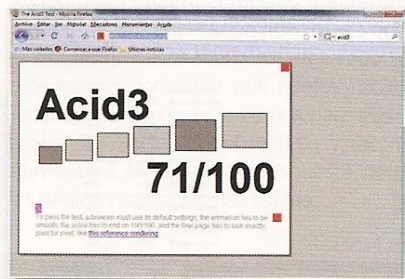 The Acid3 Test - Mozilla Firefox
Archivo Editar Ver Historial Marcadores Herramientas Ayuda
acid3
Más visitados Comenzar a usar Firefox Últimas noticias
Acid3
71/100
To pass the test, a browser must use its default settings, the animation has to be
smooth, the score has to end on 100/100, and the final page has to look exactly,
pixel for pixel, like this reference rendering.